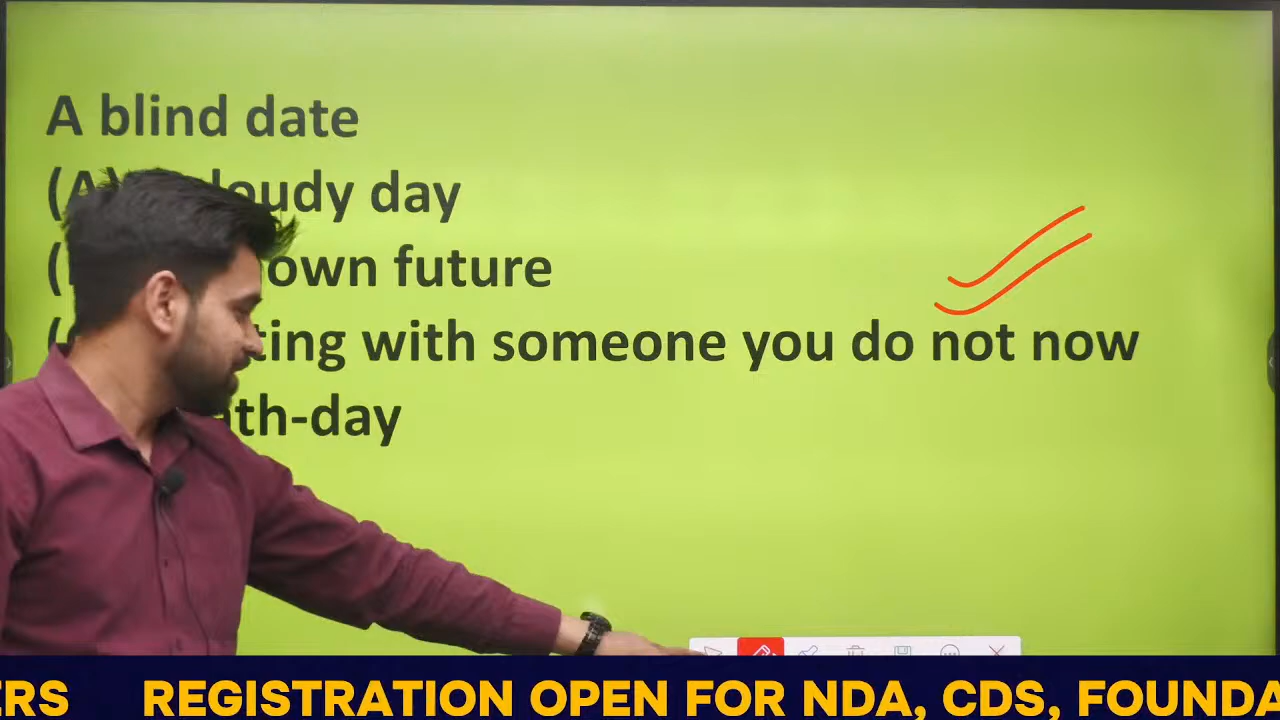 A blind date
(A) cloudy day
own future
ting with someone you do not now
th-day
ERS REGISTRATION OPEN FOR NDA, CDS, FOUNDA